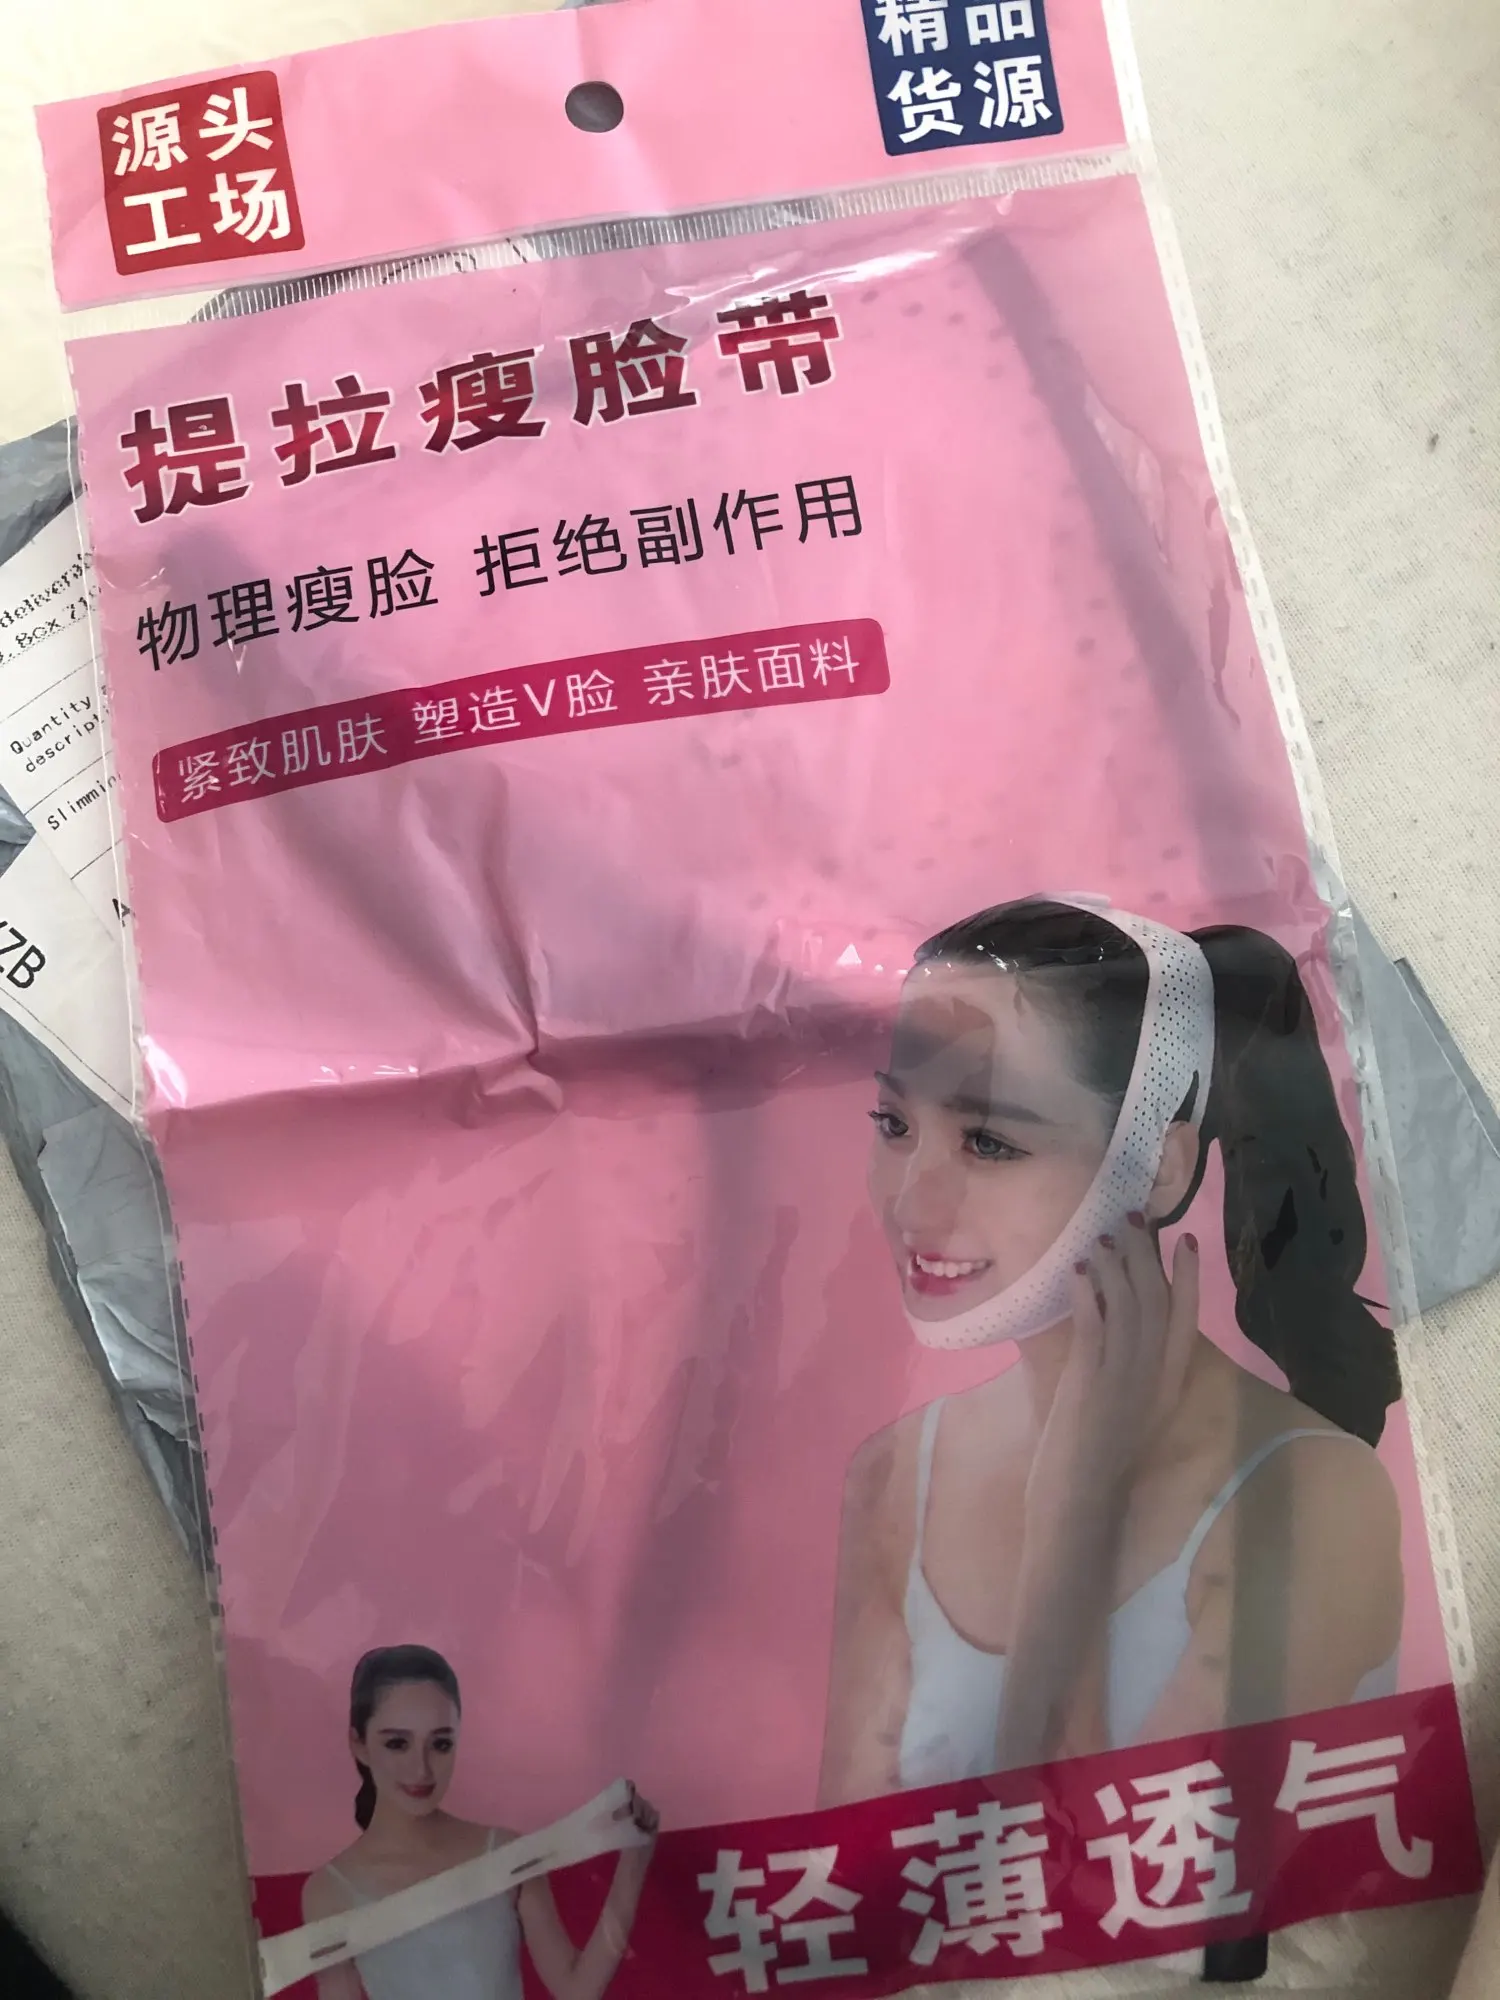 源头
工场
精品
货源
提拉瘦脸带
物理瘦脸 拒绝副作用
紧致肌肤 塑造V脸 亲肤面料
Box
Quantity
轻薄透气